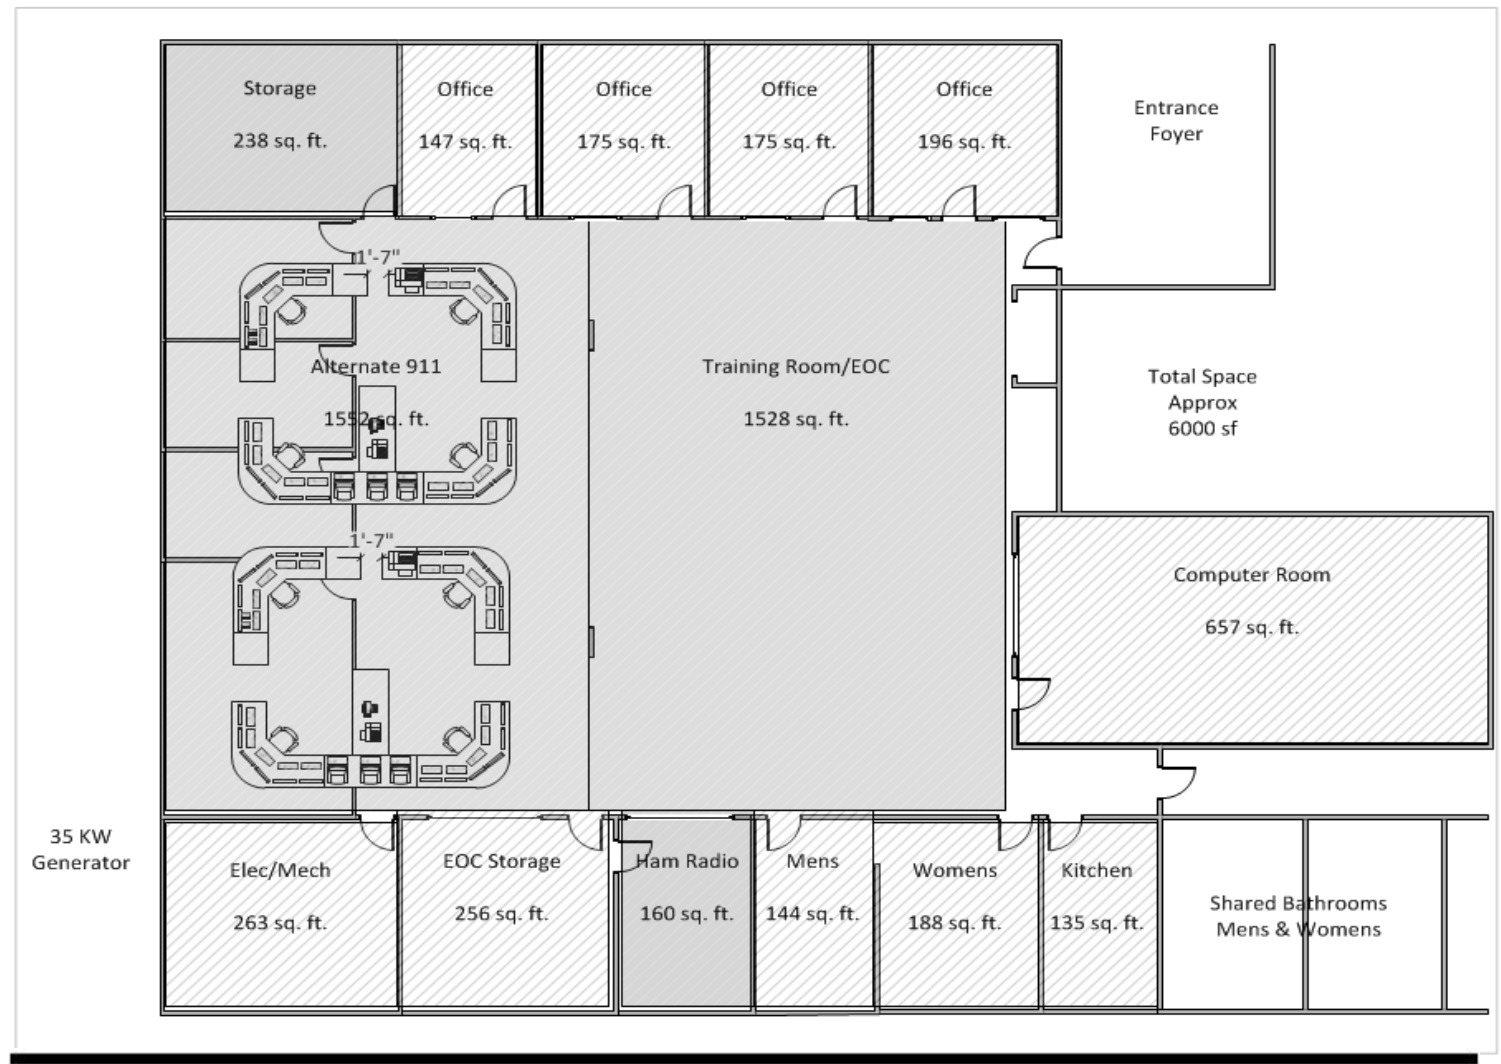 Storage
238 sq. ft.
Office
147 sq. ft.
Office
175 sq. ft.
Office
175 sq. ft.
Office
196 sq. ft.
Entrance
Foyer
1'-7"
Alternate 911
1552 sq. ft.
Training Room/EOC
1528 sq. ft.
Total Space
Approx
6000 sf
1'-7"
Computer Room
657 sq. ft.
35 KW
Generator
Elec/Mech
263 sq. ft.
EOC Storage
256 sq. ft.
Ham Radio
160 sq. ft.
Mens
144 sq. ft.
Womens
188 sq. ft.
Kitchen
135 sq. ft.
Shared Bathrooms
Mens & Womens